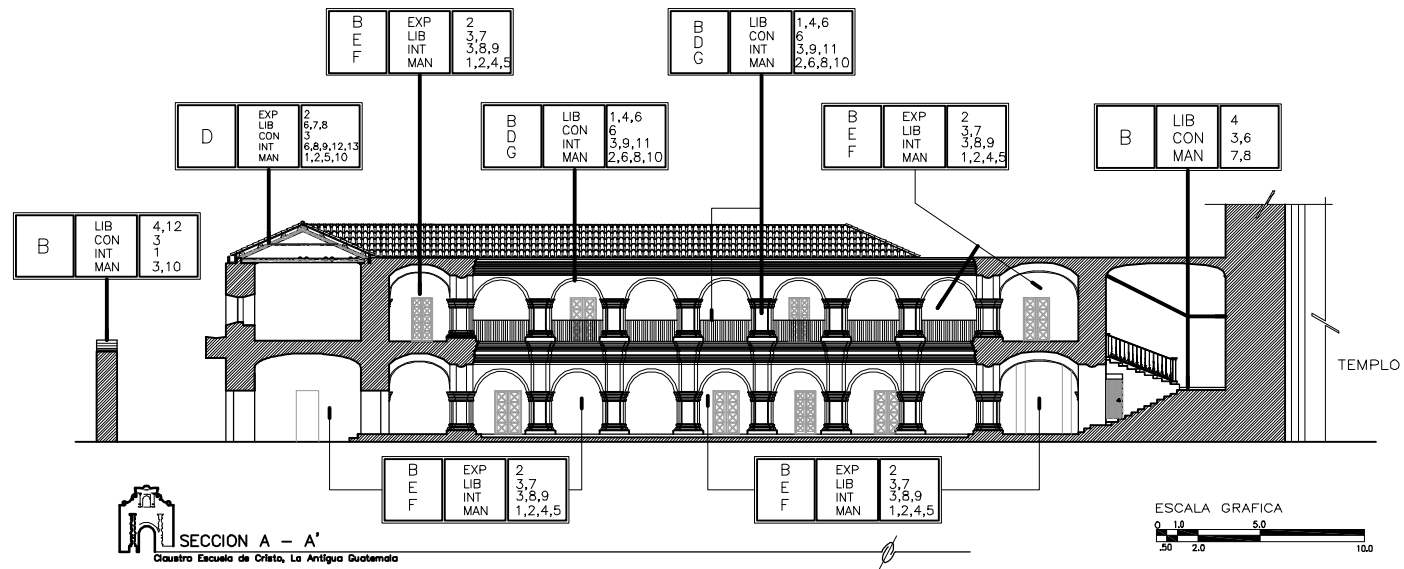 B
E
F
EXP 2
LIB 3,7
INT 3,8,9
MAN 1,2,4,5
B
D
G
LIB 1,4,6
CON 6
INT 3,9,11
MAN 2,6,8,10
D
EXP 2
LIB 6,7,8
CON 3
INT 6,8,9,12,13
MAN 1,2,5,10
B
D
G
LIB 1,4,6
CON 6
INT 3,9,11
MAN 2,6,8,10
B
E
F
EXP 2
LIB 3,7
INT 3,8,9
MAN 1,2,4,5
B
LIB 4
CON 3,6
MAN 7,8
B
LIB 4,12
CON 3
INT 1
MAN 3,10
TEMPLO
B
E
F
EXP 2
LIB 3,7
INT 3,8,9
MAN 1,2,4,5
B
E
F
EXP 2
LIB 3,7
INT 3,8,9
MAN 1,2,4,5
SECCION A - A'
Claustro Escuela de Cristo, La Antigua Guatemala
ESCALA GRAFICA
0 1.0 5.0
.50 2.0 10.0